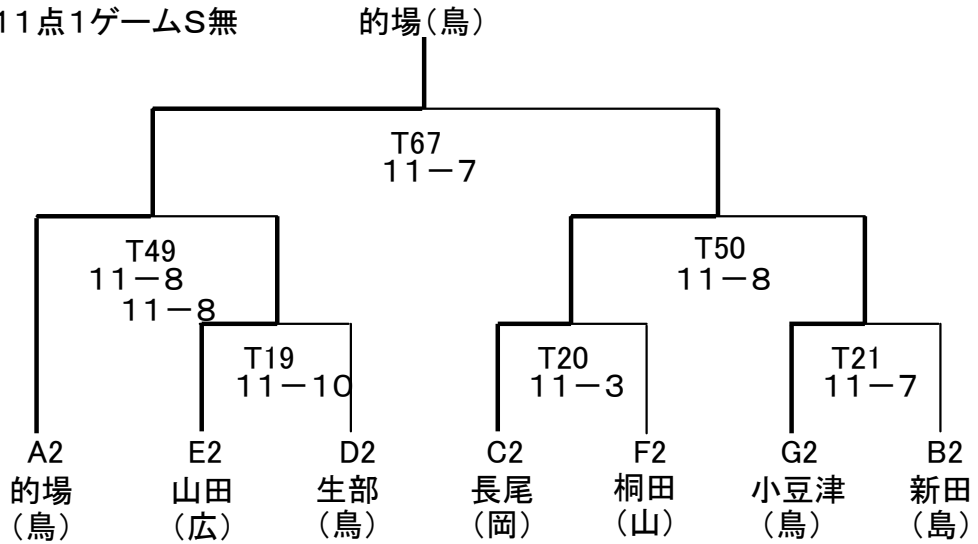 11点1ゲームS無
的場(鳥)
T67
11-7
T49
11-8
11-8
T50
11-8
T19
11-10
T20
11-3
T21
11-7
A2
E2
D2
C2
F2
G2
B2
的場
山田
生部
長尾
桐田
小豆津
新田
(鳥)
(広)
(鳥)
(岡)
(山)
(鳥)
(島)